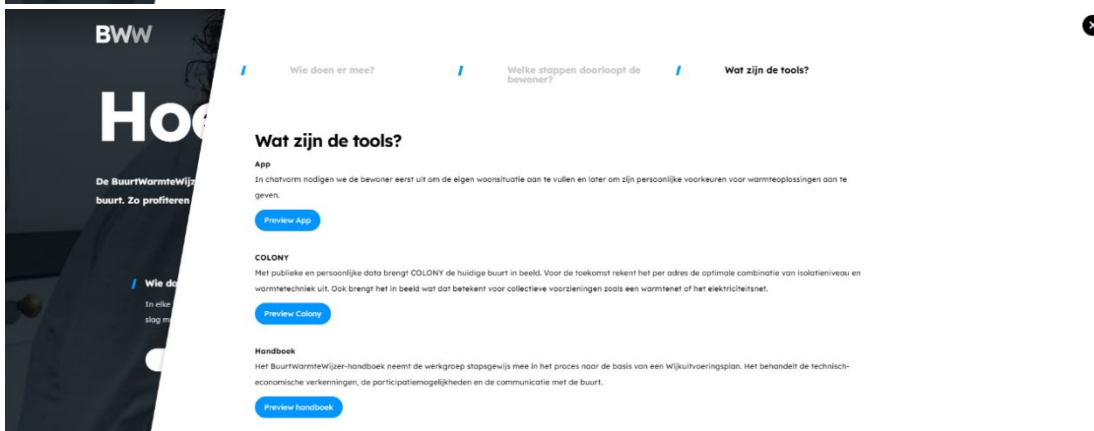 BWW
Wie doen er mee?
Welke stappen doorloopt de
bewoner?
Wat zijn de tools?
Hoe
De BuurtWarmteWijz
buurt. Zo profiteren
Wie do
In elke
slag m
Wat zijn de tools?
App
In chatvorm nodigen we de bewoner eerst uit om de eigen woonsituatie aan te vullen en later om zijn persoonlijke voorkeuren voor warmteoplossingen aan te
geven.
Preview App
COLONY
Met publieke en persoonlijke data brengt COLONY de huidige buurt in beeld. Voor de toekomst rekent het per adres de optimale combinatie van isolatieniveau en
warmtetechniek uit. Ook brengt het in beeld wat dat betekent voor collectieve voorzieningen zoals een warmtenet of het elektriciteitsnet.
Preview Colony
Handboek
Het BuurtWarmteWijzer-handboek neemt de werkgroep stapsgewijs mee in het proces naar de basis van een Wijkuitvoeringsplan. Het behandelt de technisch-
economische verkenningen, de participatiemogelijkheden en de communicatie met de buurt.
Preview handboek